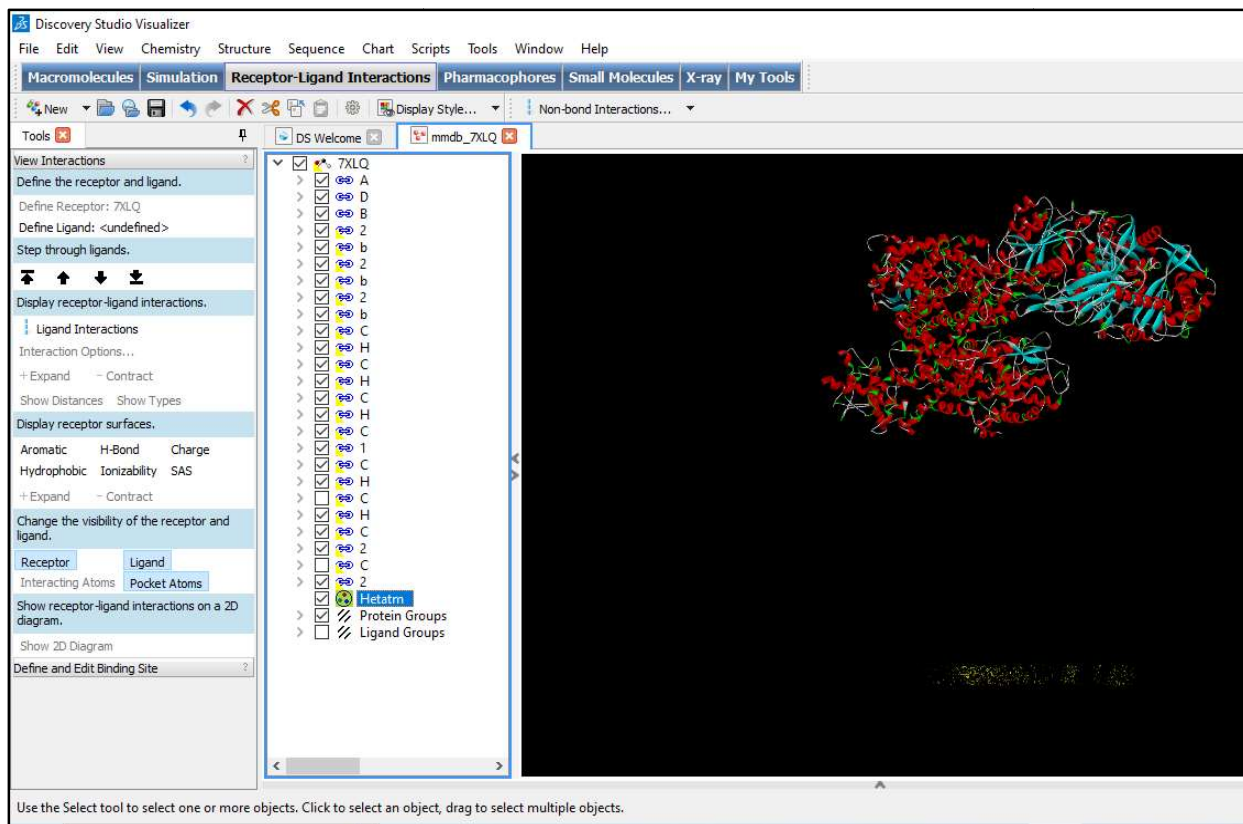 Discovery Studio Visualizer
File Edit View Chemistry Structure Sequence Chart Scripts Tools Window Help
Macromolecules Simulation Receptor-Ligand Interactions Pharmacophores Small Molecules X-ray My Tools
New Display Style... Non-bond Interactions...
Tools
DS Welcome mmdb_7XLQ
View Interactions ?
Define the receptor and ligand.
Define Receptor: 7XLQ
Define Ligand: <undefined>
Step through ligands.
Display receptor-ligand interactions.
Ligand Interactions
Interaction Options...
+Expand - Contract
Show Distances Show Types
Display receptor surfaces.
Aromatic H-Bond Charge
Hydrophobic Ionizability SAS
+Expand - Contract
Change the visibility of the receptor and
ligand.
Receptor Ligand
Interacting Atoms Pocket Atoms
Show receptor-ligand interactions on a 2D
diagram.
Show 2D Diagram
Define and Edit Binding Site ?
7XLQ
A
D
B
2
b
2
b
2
b
C
H
C
H
C
H
C
1
C
H
C
H
C
2
C
2
Hetatm
Protein Groups
Ligand Groups
Use the Select tool to select one or more objects. Click to select an object, drag to select multiple objects.